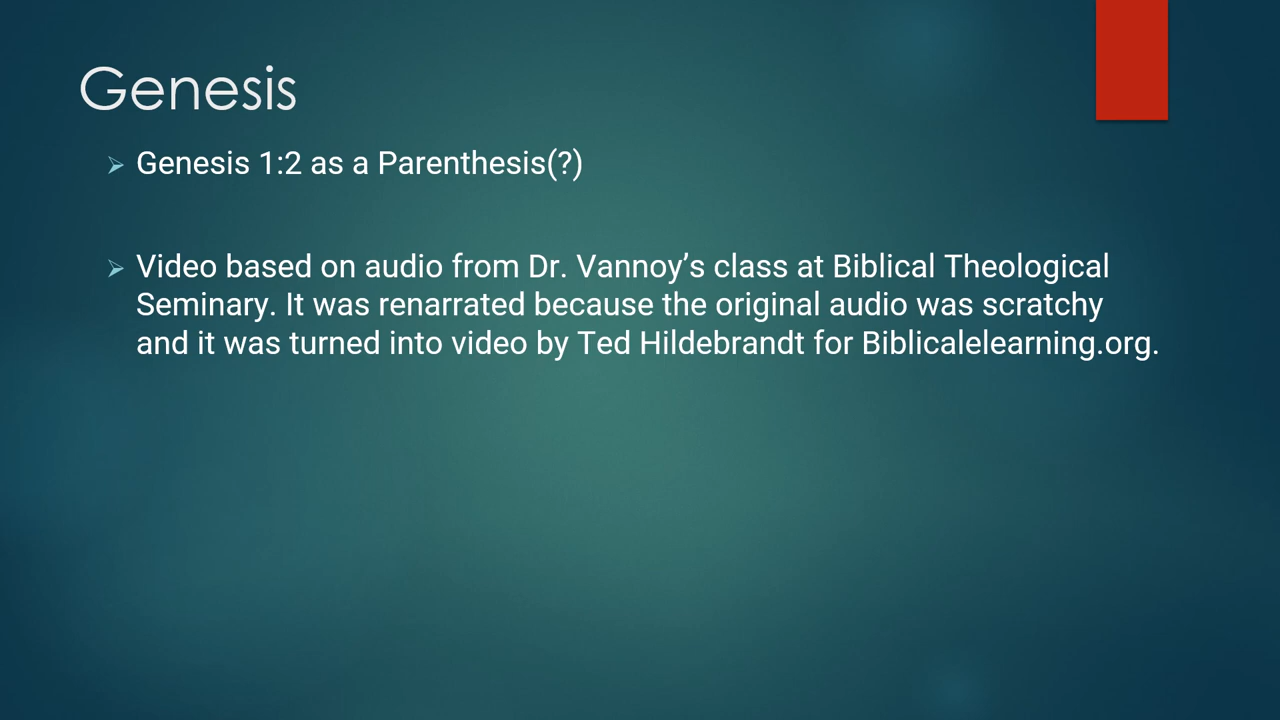 Genesis
Genesis 1:2 as a Parenthesis(?)
Video based on audio from Dr. Vannoy’s class at Biblical Theological
Seminary. It was renarrated because the original audio was scratchy
and it was turned into video by Ted Hildebrandt for Biblicalelearning.org.